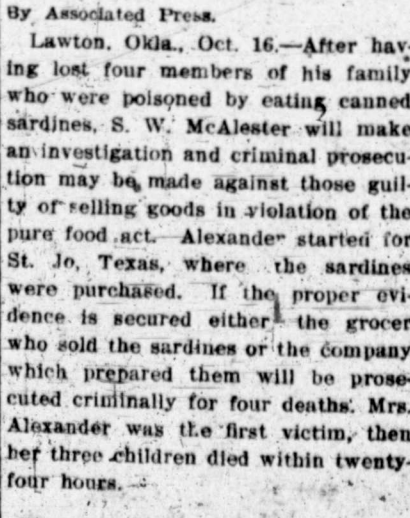 By Associated Press.
Lawton, Okla., Oct. 16.—After hav-
ing lost four members of his family
who were poisoned by eating canned
sardines, S. W. McAlester will make
an investigation and criminal prosecu-
tion may be made against those guil-
ty of selling goods in violation of the
pure food act. Alexander started for
St. Jo, Texas, where the sardines
were purchased. If the proper evi-
dence is secured either the grocer
who sold the sardines or the company
which prepared them will be prose-
cuted criminally for four deaths. Mrs.
Alexander was the first victim, then
her three children died within twenty-
four hours.